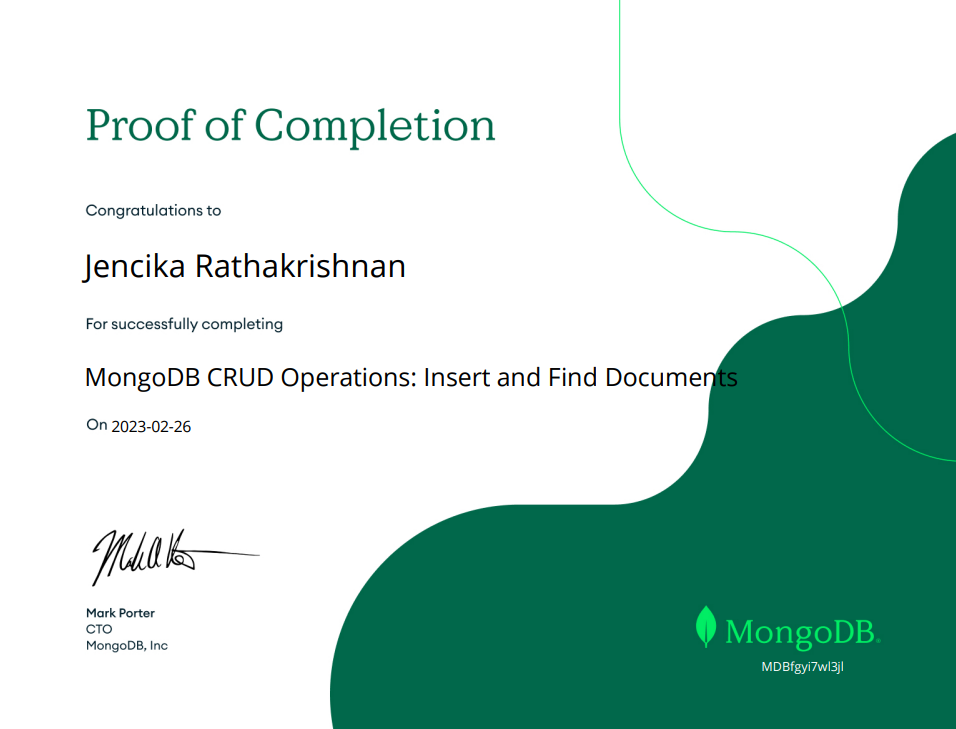 Proof of Completion
Congratulations to
Jencika Rathakrishnan
For successfully completing
MongoDB CRUD Operations: Insert and Find Documents
On 2023-02-26
Mark Porter
CTO
MongoDB, Inc
MongoDB®
MDBfgyi7wl3jl